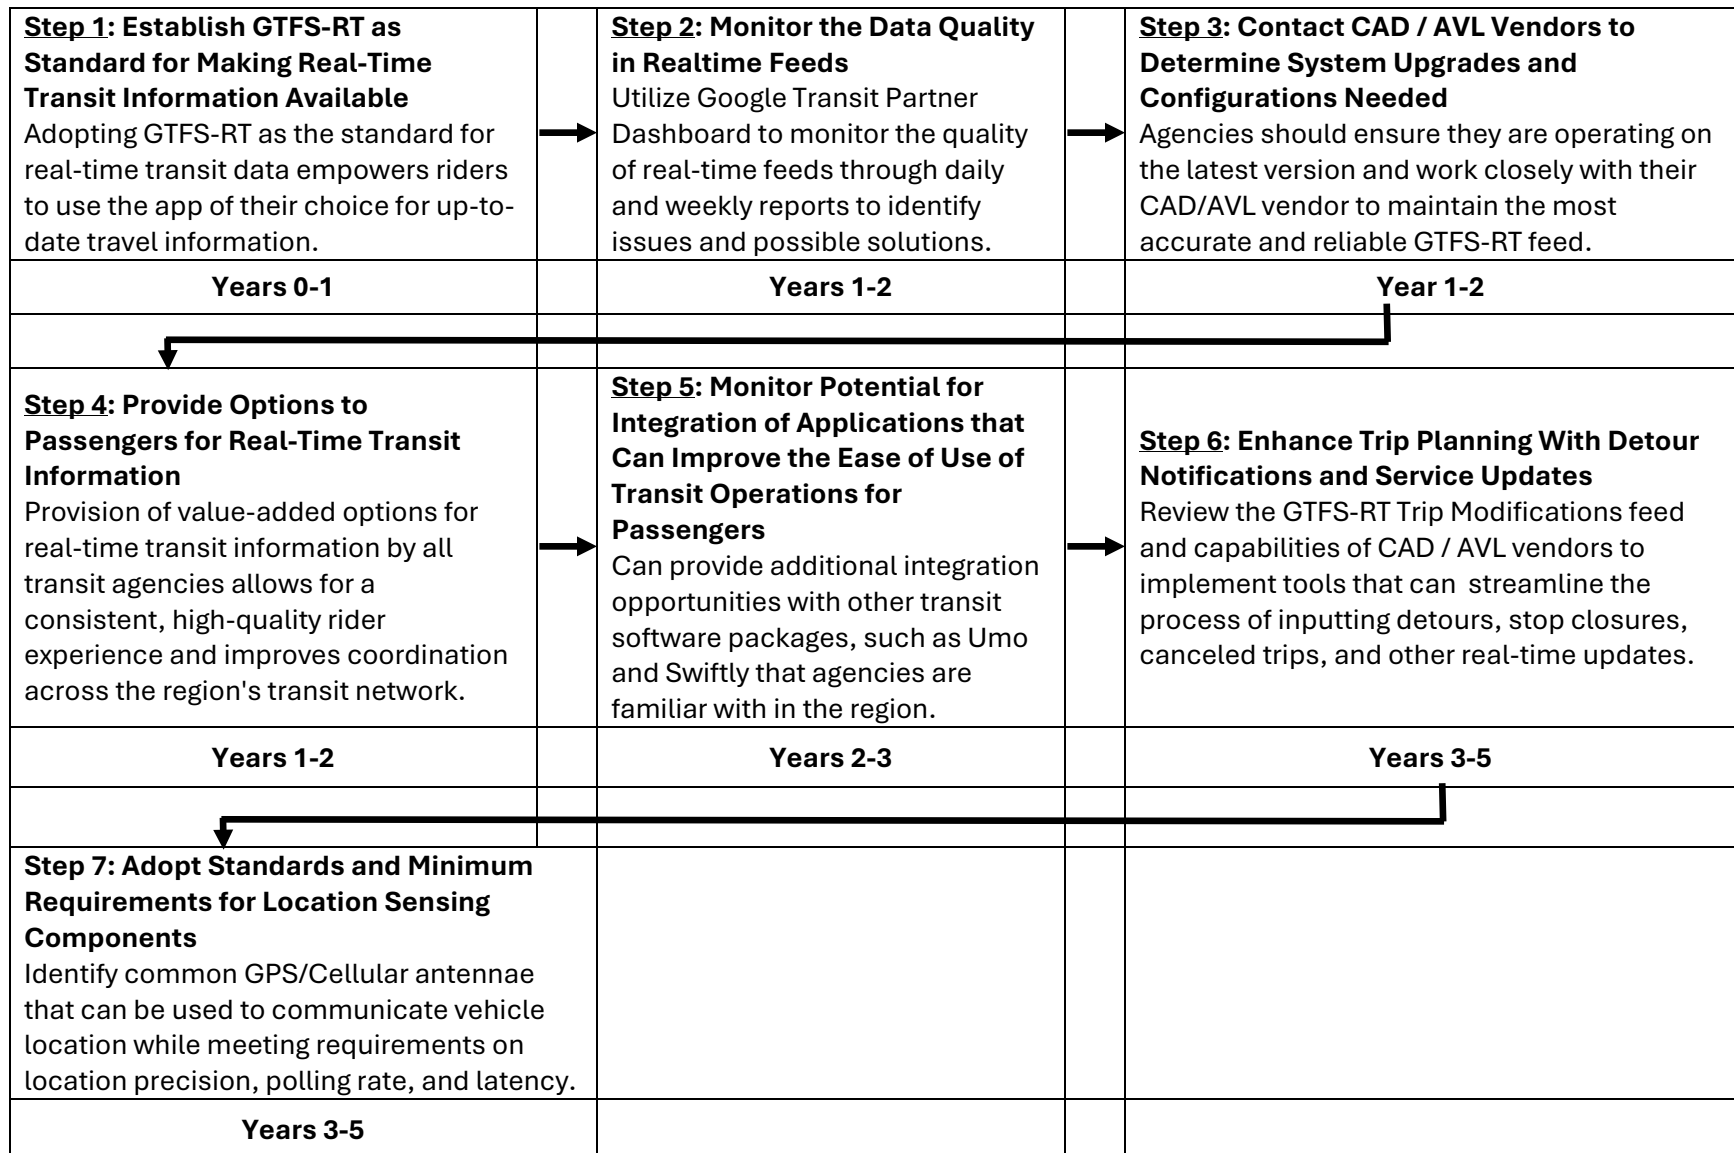 Step 1: Establish GTFS-RT as
Standard for Making Real-Time
Transit Information Available
Adopting GTFS-RT as the standard for
real-time transit data empowers riders
to use the app of their choice for up-to-
date travel information.
Years 0-1
Step 2: Monitor the Data Quality
in Realtime Feeds
Utilize Google Transit Partner
Dashboard to monitor the quality
of real-time feeds through daily
and weekly reports to identify
issues and possible solutions.
Years 1-2
Step 3: Contact CAD / AVL Vendors to
Determine System Upgrades and
Configurations Needed
Agencies should ensure they are operating on
the latest version and work closely with their
CAD/AVL vendor to maintain the most
accurate and reliable GTFS-RT feed.
Year 1-2
Step 4: Provide Options to
Passengers for Real-Time Transit
Information
Provision of value-added options for
real-time transit information by all
transit agencies allows for a
consistent, high-quality rider
experience and improves coordination
across the region's transit network.
Years 1-2
Step 5: Monitor Potential for
Integration of Applications that
Can Improve the Ease of Use of
Transit Operations for
Passengers
Can provide additional integration
opportunities with other transit
software packages, such as Umo
and Swiftly that agencies are
familiar with in the region.
Years 2-3
Step 6: Enhance Trip Planning With Detour
Notifications and Service Updates
Review the GTFS-RT Trip Modifications feed
and capabilities of CAD / AVL vendors to
implement tools that can  streamline the
process of inputting detours, stop closures,
canceled trips, and other real-time updates.
Years 3-5
Step 7: Adopt Standards and Minimum
Requirements for Location Sensing
Components
Identify common GPS/Cellular antennae
that can be used to communicate vehicle
location while meeting requirements on
location precision, polling rate, and latency.
Years 3-5